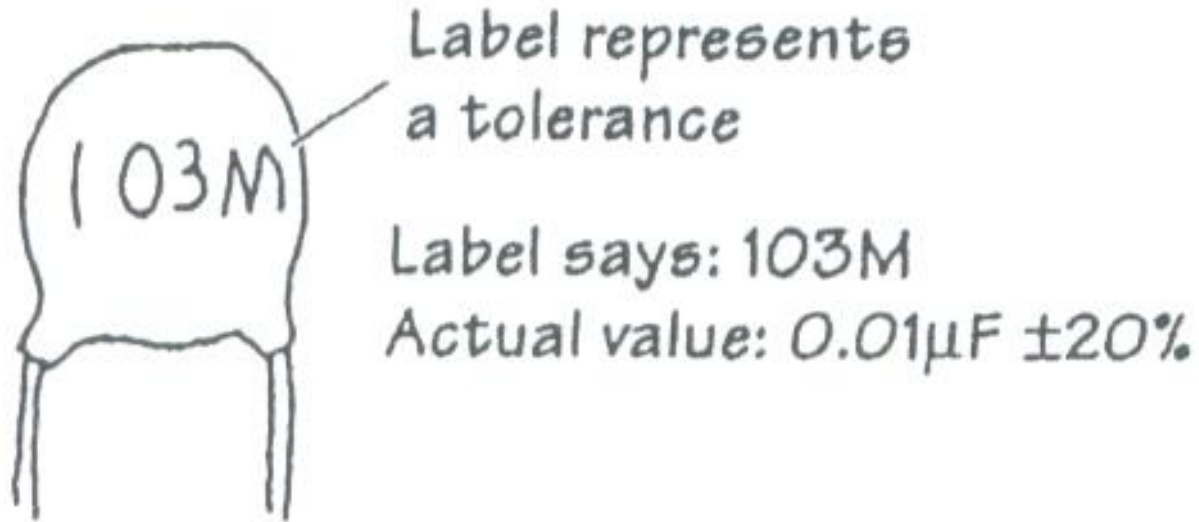 Label represents
a tolerance
103M
Label says: 103M
Actual value: 0.01µF ±20%